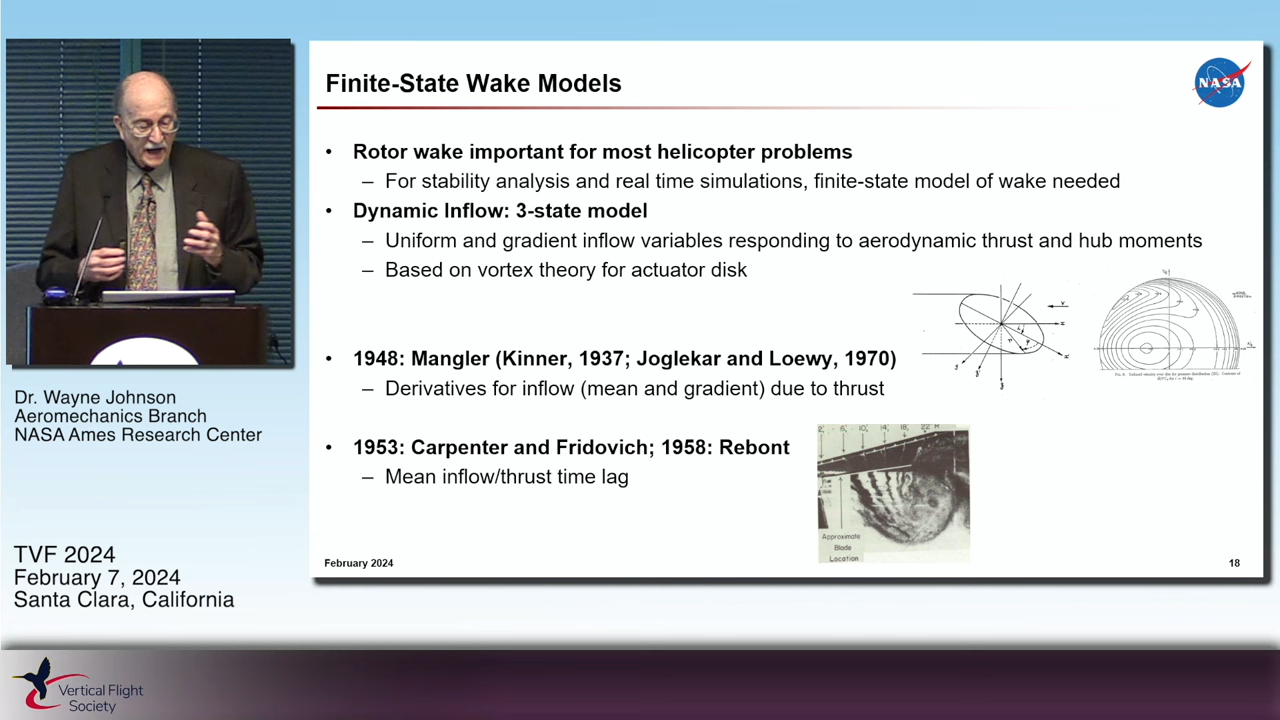 Finite-State Wake Models
NASA
• Rotor wake important for most helicopter problems
– For stability analysis and real time simulations, finite-state model of wake needed
• Dynamic Inflow: 3-state model
– Uniform and gradient inflow variables responding to aerodynamic thrust and hub moments
– Based on vortex theory for actuator disk
• 1948: Mangler (Kinner, 1937; Joglekar and Loewy, 1970)
– Derivatives for inflow (mean and gradient) due to thrust
• 1953: Carpenter and Fridovich; 1958: Rebont
– Mean inflow/thrust time lag
Approximate
Blade
Location
February 2024
18
Dr. Wayne Johnson
Aeromechanics Branch
NASA Ames Research Center
TVF 2024
February 7, 2024
Santa Clara, California
Vertical Flight
Society